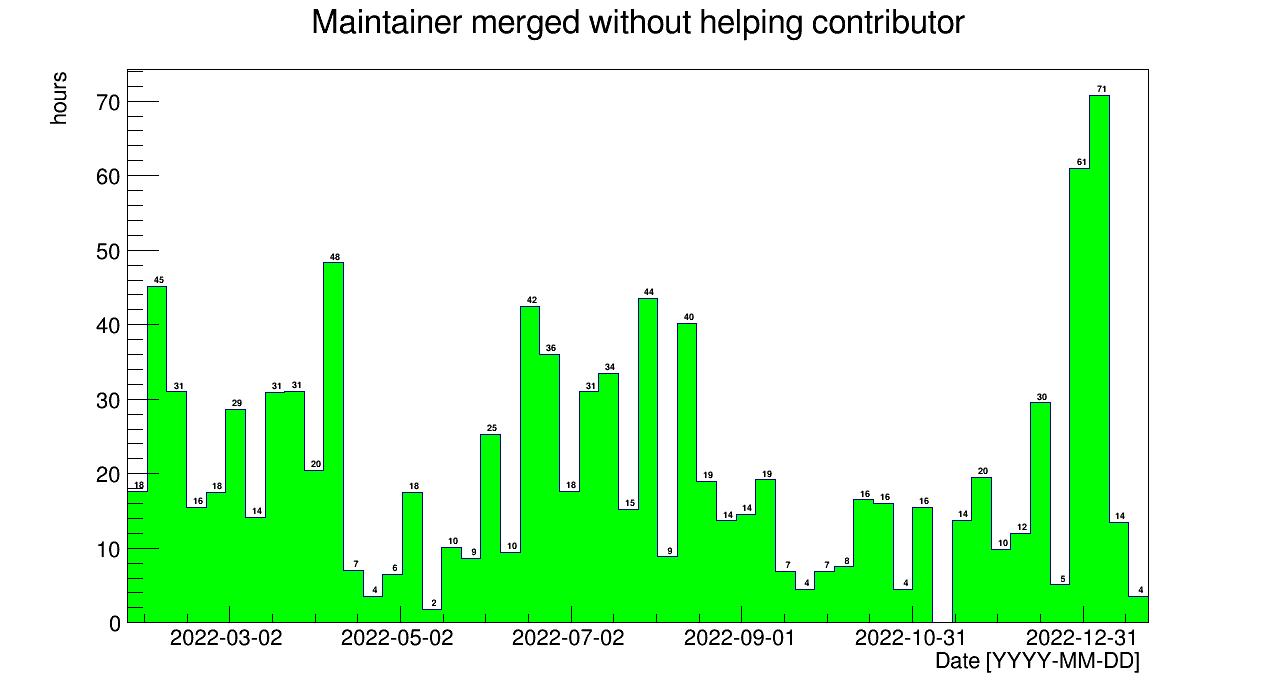 Maintainer merged without helping contributor
hours
70
60
50
40
30
20
10
0
18 45 31 16 18 29 14 31 31 20 48 7 4 6 18 2 10 9 25 10 42 36 18 31 34 15 44 9 40 19 14 14 19 7 4 7 8 16 16 4 16 14 20 10 12 30 5 61 71 14 4
2022-03-02 2022-05-02 2022-07-02 2022-09-01 2022-10-31 2022-12-31
Date [YYYY-MM-DD]